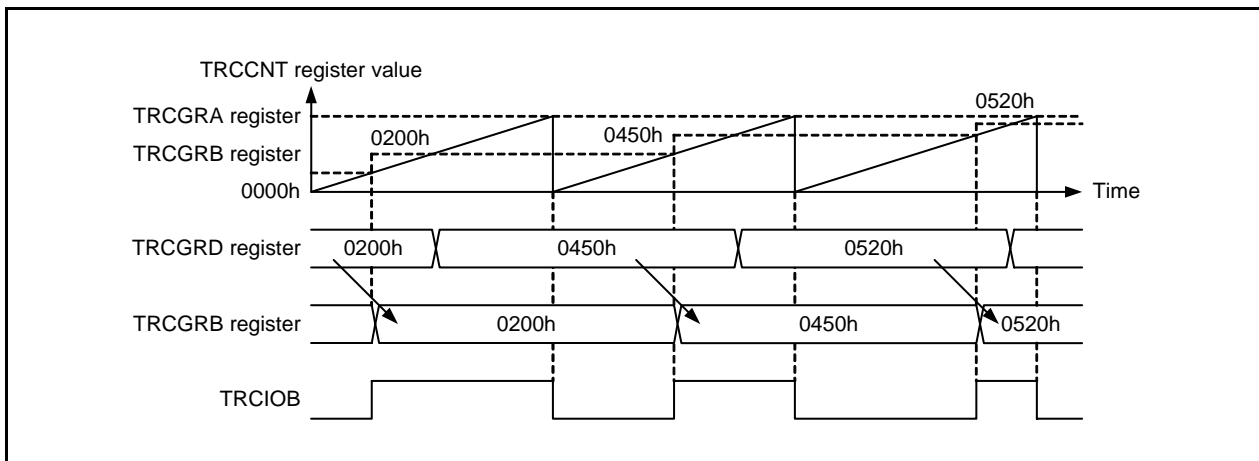 TRCCNT register value
TRCGRA register
0520h
0200h
0450h
TRCGRB register
0000h
Time
TRCGRD register
0200h
0450h
0520h
TRCGRB register
0200h
0450h
0520h
TRCIOB